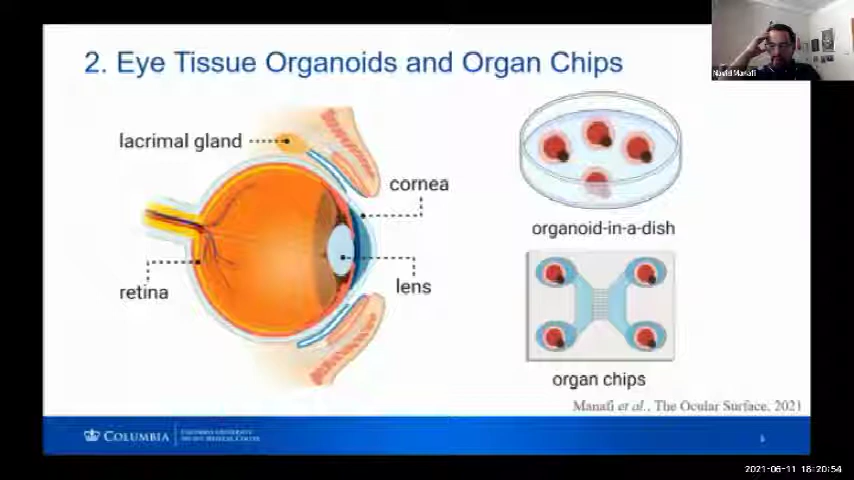 2. Eye Tissue Organoids and Organ Chips
Navid Manafi
lacrimal gland
cornea
retina
lens
organoid-in-a-dish
organ chips
Manafi et al., The Ocular Surface, 2021
COLUMBIA
2021-06-11 18:20:54